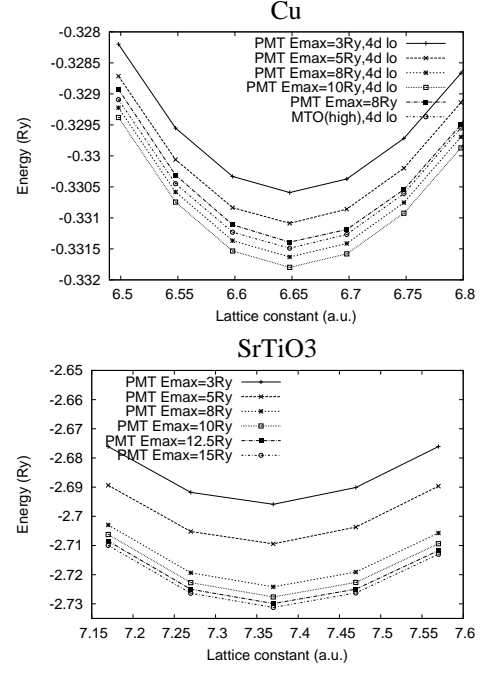 Cu
-0.328
-0.3285
-0.329
-0.3295
-0.33
-0.3305
-0.331
-0.3315
-0.332
Energy (Ry)
PMT Emax=3Ry,4d lo
PMT Emax=5Ry,4d lo
PMT Emax=8Ry,4d lo
PMT Emax=10Ry,4d lo
PMT Emax=8Ry
MTO(high),4d lo
6.5 6.55 6.6 6.65 6.7 6.75 6.8
Lattice constant (a.u.)
SrTiO3
-2.65
-2.66
-2.67
-2.68
-2.69
-2.7
-2.71
-2.72
-2.73
Energy (Ry)
PMT Emax=3Ry
PMT Emax=5Ry
PMT Emax=8Ry
PMT Emax=10Ry
PMT Emax=12.5Ry
PMT Emax=15Ry
7.15 7.2 7.25 7.3 7.35 7.4 7.45 7.5 7.55 7.6
Lattice constant (a.u.)